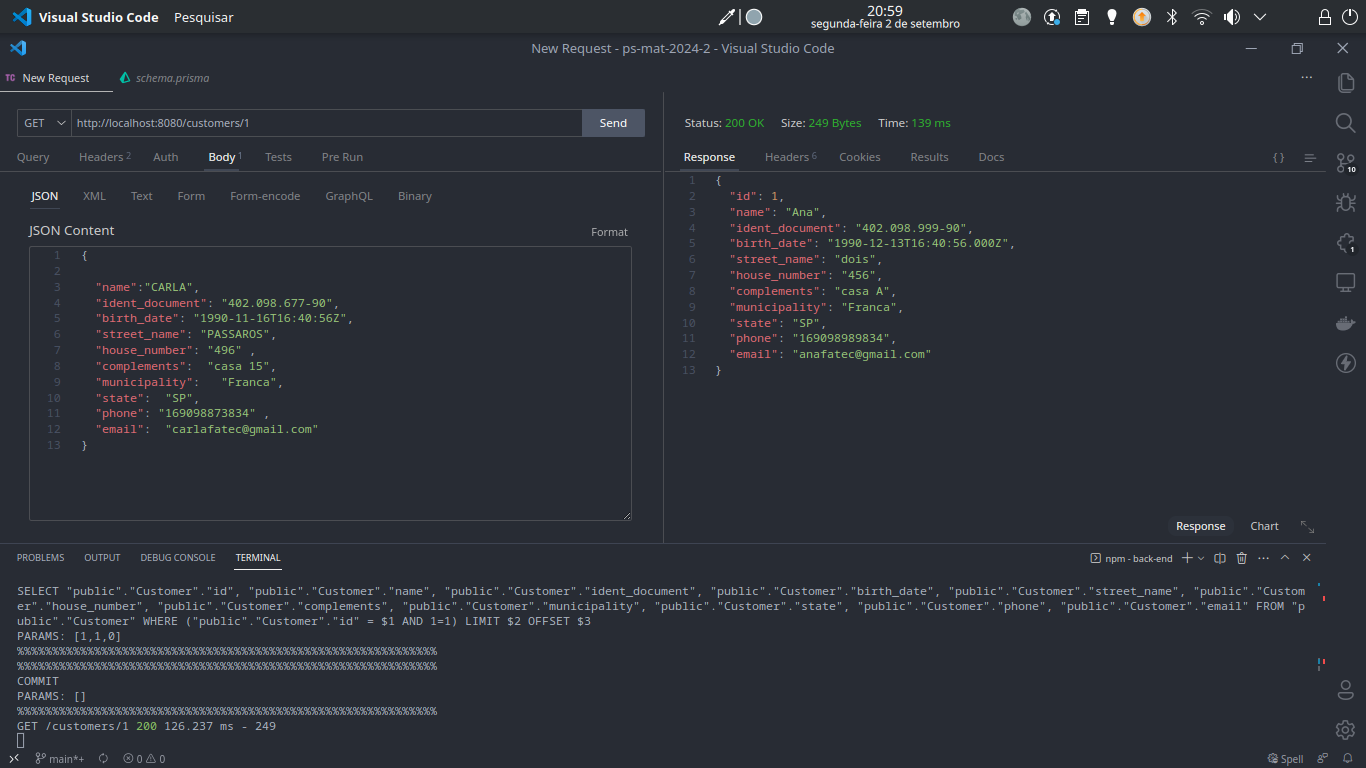 Visual Studio Code Pesquisar
20:59
segunda-feira 2 de setembro
New Request - ps-mat-2024-2 - Visual Studio Code
TC New Request schema.prisma
GET http://localhost:8080/customers/1 Send
Query Headers 2 Auth Body 1 Tests Pre Run
JSON XML Text Form Form-encode GraphQL Binary
JSON Content Format
1 {
2
3 "name":"CARLA",
4 "ident_document": "402.098.677-90",
5 "birth_date": "1990-11-16T16:40:56Z",
6 "street_name": "PASSAROS",
7 "house_number": "496" ,
8 "complements":  "casa 15",
9 "municipality":   "Franca",
10 "state":  "SP",
11 "phone": "169098873834" ,
12 "email":  "carlafatec@gmail.com"
13 }
Status: 200 OK Size: 249 Bytes Time: 139 ms
Response Headers 6 Cookies Results Docs {}
1 {
2 "id": 1,
3 "name": "Ana",
4 "ident_document": "402.098.999-90",
5 "birth_date": "1990-12-13T16:40:56.000Z",
6 "street_name": "dois",
7 "house_number": "456",
8 "complements": "casa A",
9 "municipality": "Franca",
10 "state": "SP",
11 "phone": "169098989834",
12 "email": "anafatec@gmail.com"
13 }
Response Chart
10
1
PROBLEMS OUTPUT DEBUG CONSOLE TERMINAL npm - back-end
SELECT "public"."Customer"."id", "public"."Customer"."name", "public"."Customer"."ident_document", "public"."Customer"."birth_date", "public"."Customer"."street_name", "public"."Custom
er"."house_number", "public"."Customer"."complements", "public"."Customer"."municipality", "public"."Customer"."state", "public"."Customer"."phone", "public"."Customer"."email" FROM "p
ublic"."Customer" WHERE ("public"."Customer"."id" = $1 AND 1=1) LIMIT $2 OFFSET $3
PARAMS: [1,1,0]
%%%%%%%%%%%%%%%%%%%%%%%%%%%%%%%%%%%%%%%%%%%%%%%%%%%%%%%%%%%%
%%%%%%%%%%%%%%%%%%%%%%%%%%%%%%%%%%%%%%%%%%%%%%%%%%%%%%%%%%%%
COMMIT
PARAMS: []
%%%%%%%%%%%%%%%%%%%%%%%%%%%%%%%%%%%%%%%%%%%%%%%%%%%%%%%%%%%%
GET /customers/1 200 126.237 ms - 249
main*+ 0 0 Spell